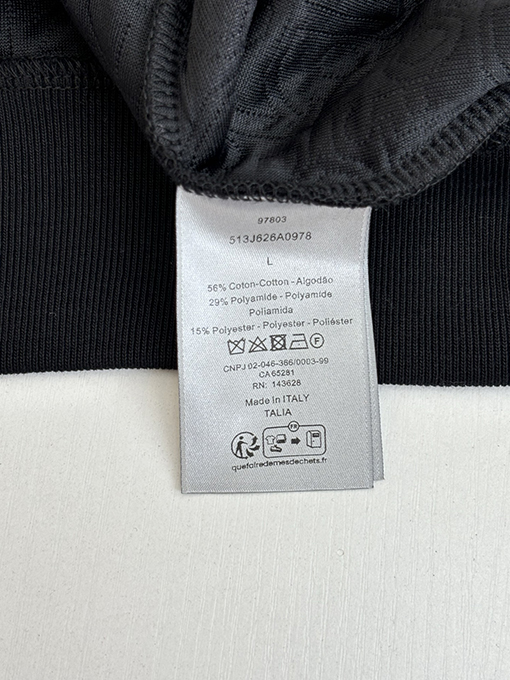 97803
513J626A0978
L
56% Coton-Cotton-Algodão
29% Polyamide - Polyamide
Poliamida
15% Polyester - Polyester - Poliéster
F
CNPJ 02-046-386/0003-99
CA 65281
RN: 143628
Made in ITALY
TALIA
FR
quefairedemesdechets.fr